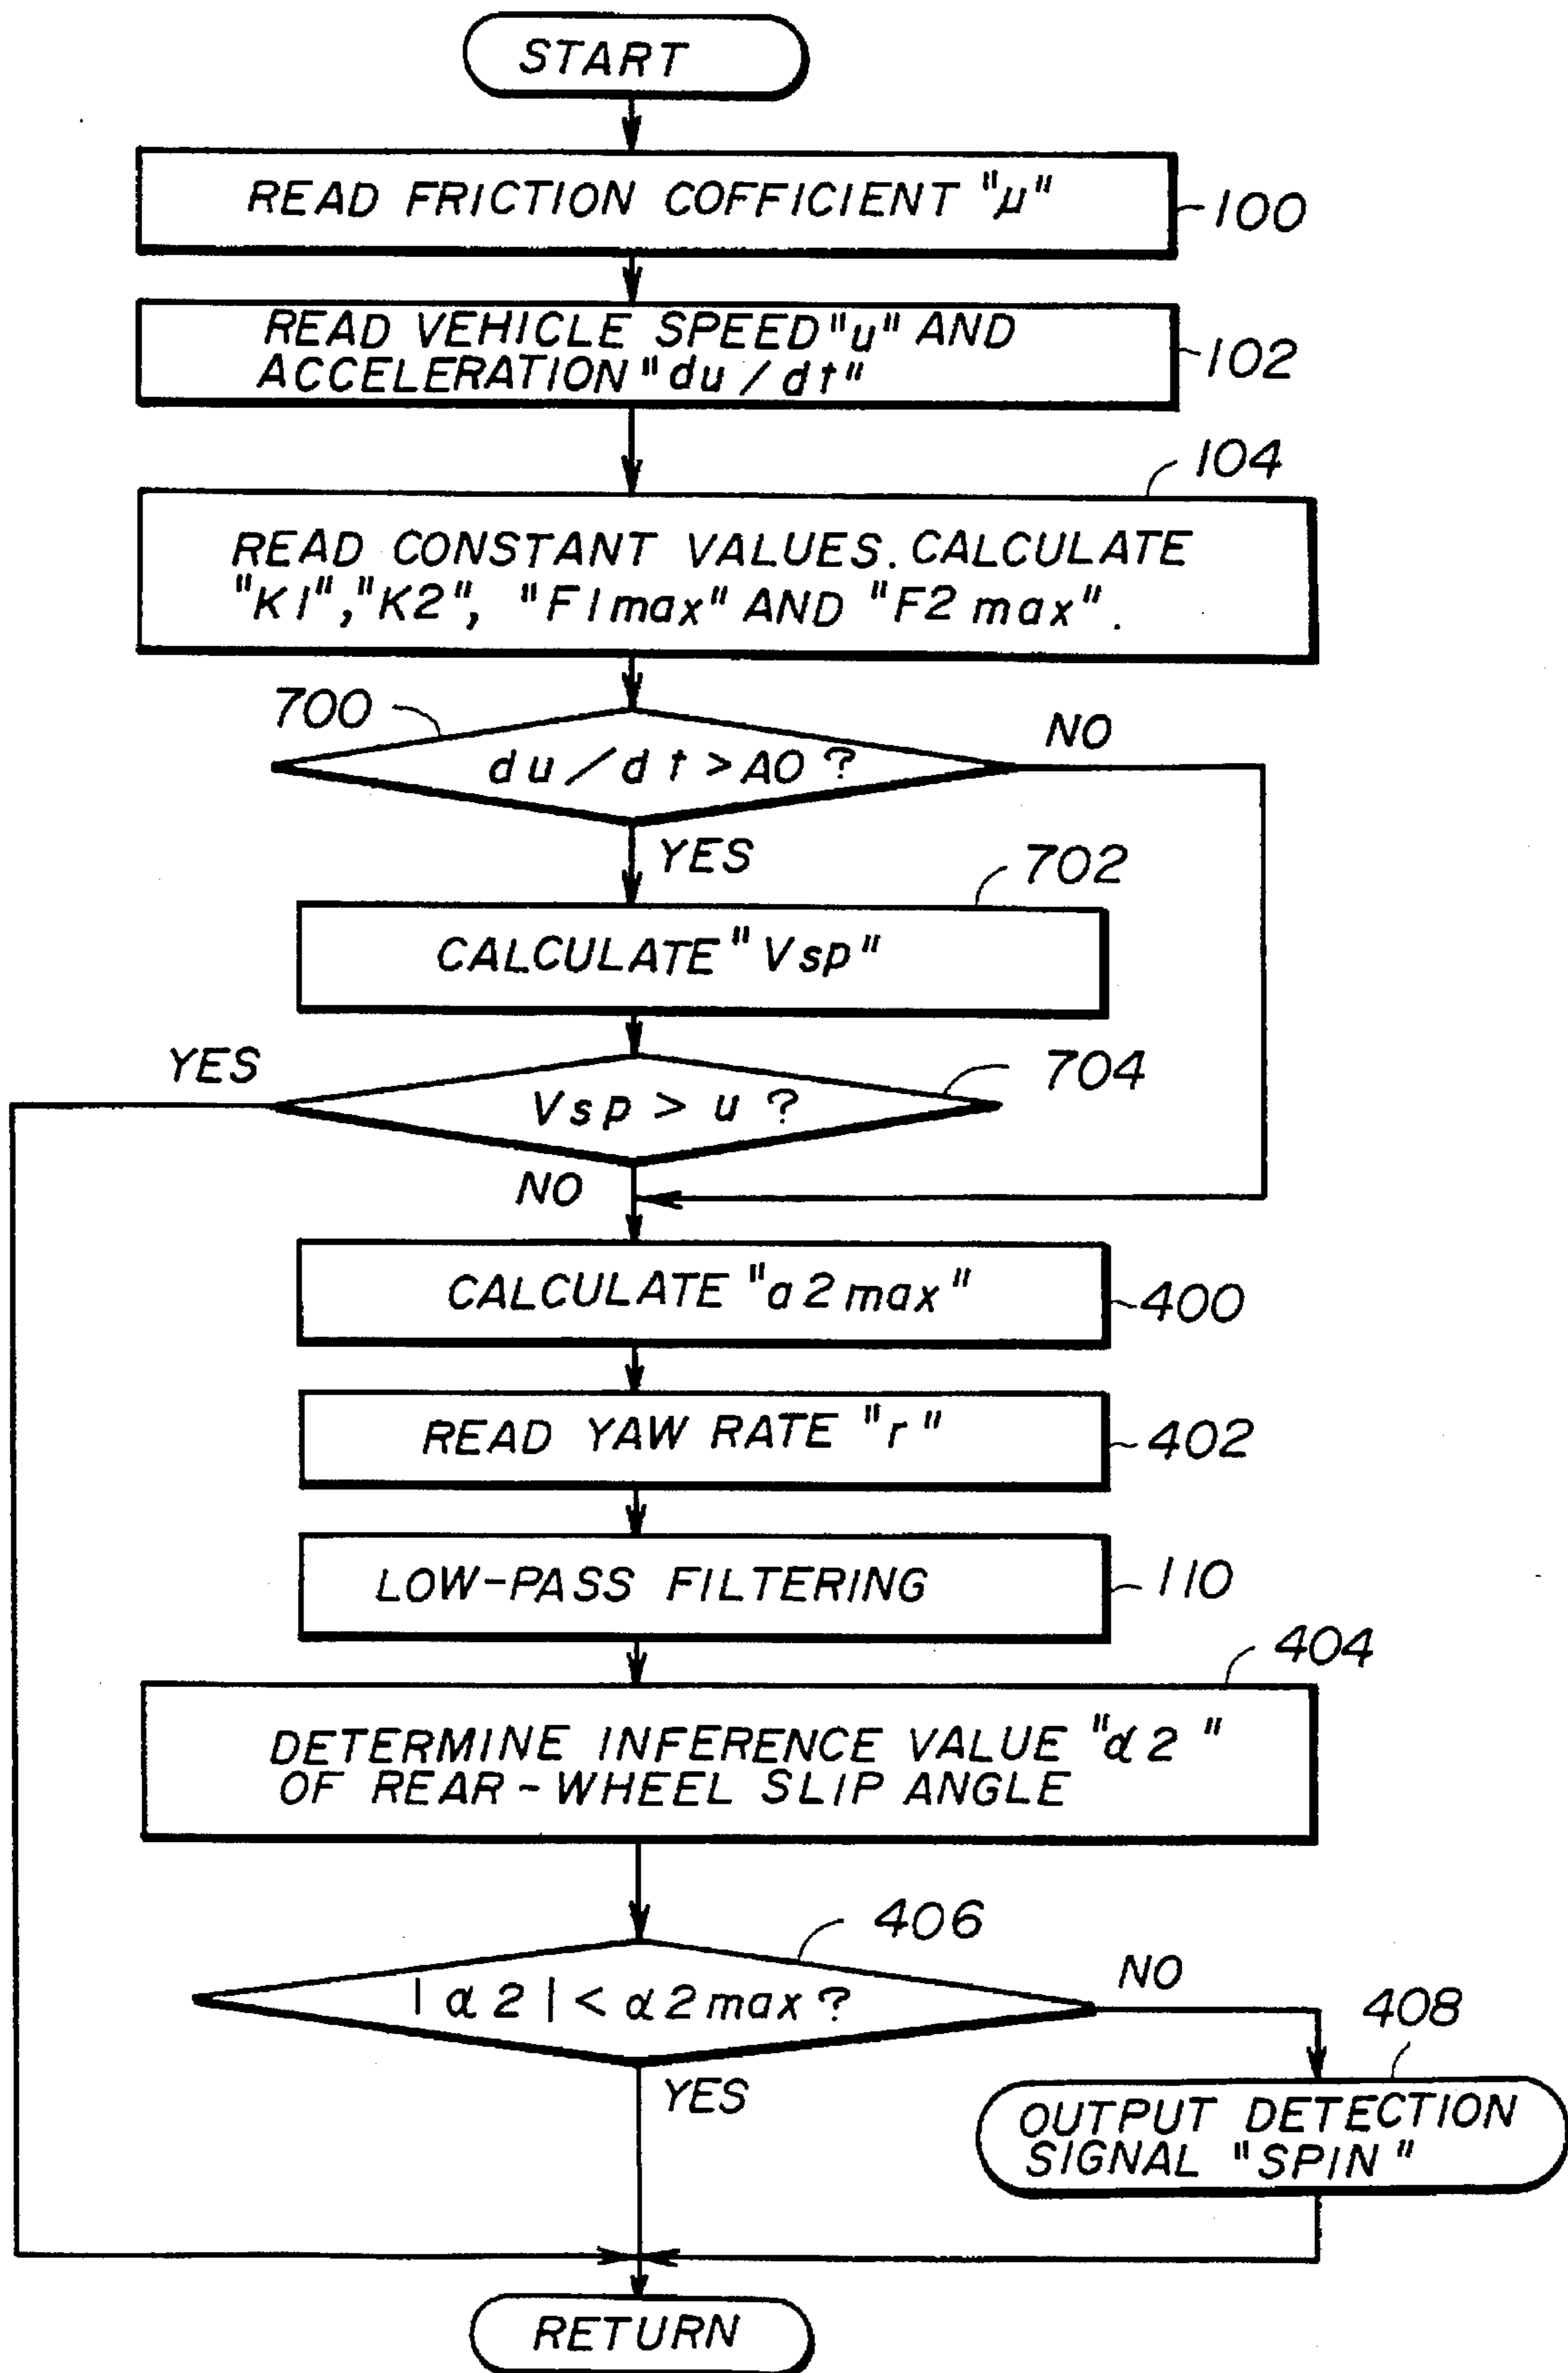 START
READ FRICTION COFFICIENT "μ"
100
READ VEHICLE SPEED "u" AND
ACCELERATION "du/dt"
102
104
READ CONSTANT VALUES. CALCULATE
"K1", "K2", "F1max" AND "F2max".
700
du/dt > A0 ?
NO
YES
702
CALCULATE "Vsp"
YES
704
Vsp > u ?
NO
CALCULATE "a2max"
400
READ YAW RATE "r"
402
LOW-PASS FILTERING
110
404
DETERMINE INFERENCE VALUE "α2"
OF REAR-WHEEL SLIP ANGLE
406
|α2| < α2max ?
NO
408
YES
OUTPUT DETECTION
SIGNAL "SPIN"
RETURN